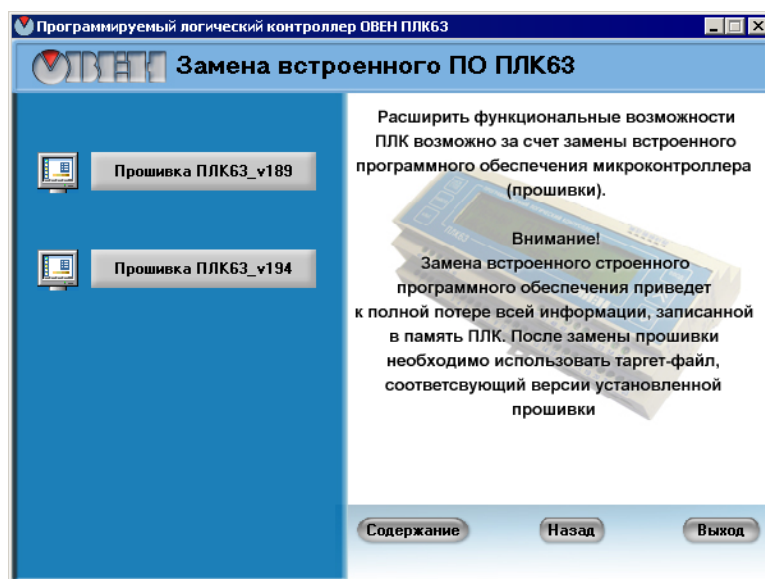 Программируемый логический контроллер ОВЕН ПЛК63
ОВЕН Замена встроенного ПО ПЛК63
Прошивка ПЛК63_v189
Прошивка ПЛК63_v194
Расширить функциональные возможности
ПЛК возможно за счет замены встроенного
программного обеспечения микроконтроллера
(прошивки).
Внимание!
Замена встроенного строенного
программного обеспечения приведет
к полной потере всей информации, записанной
в память ПЛК. После замены прошивки
необходимо использовать таргет-файл,
соответсвующий версии установленной
прошивки
Содержание
Назад
Выход